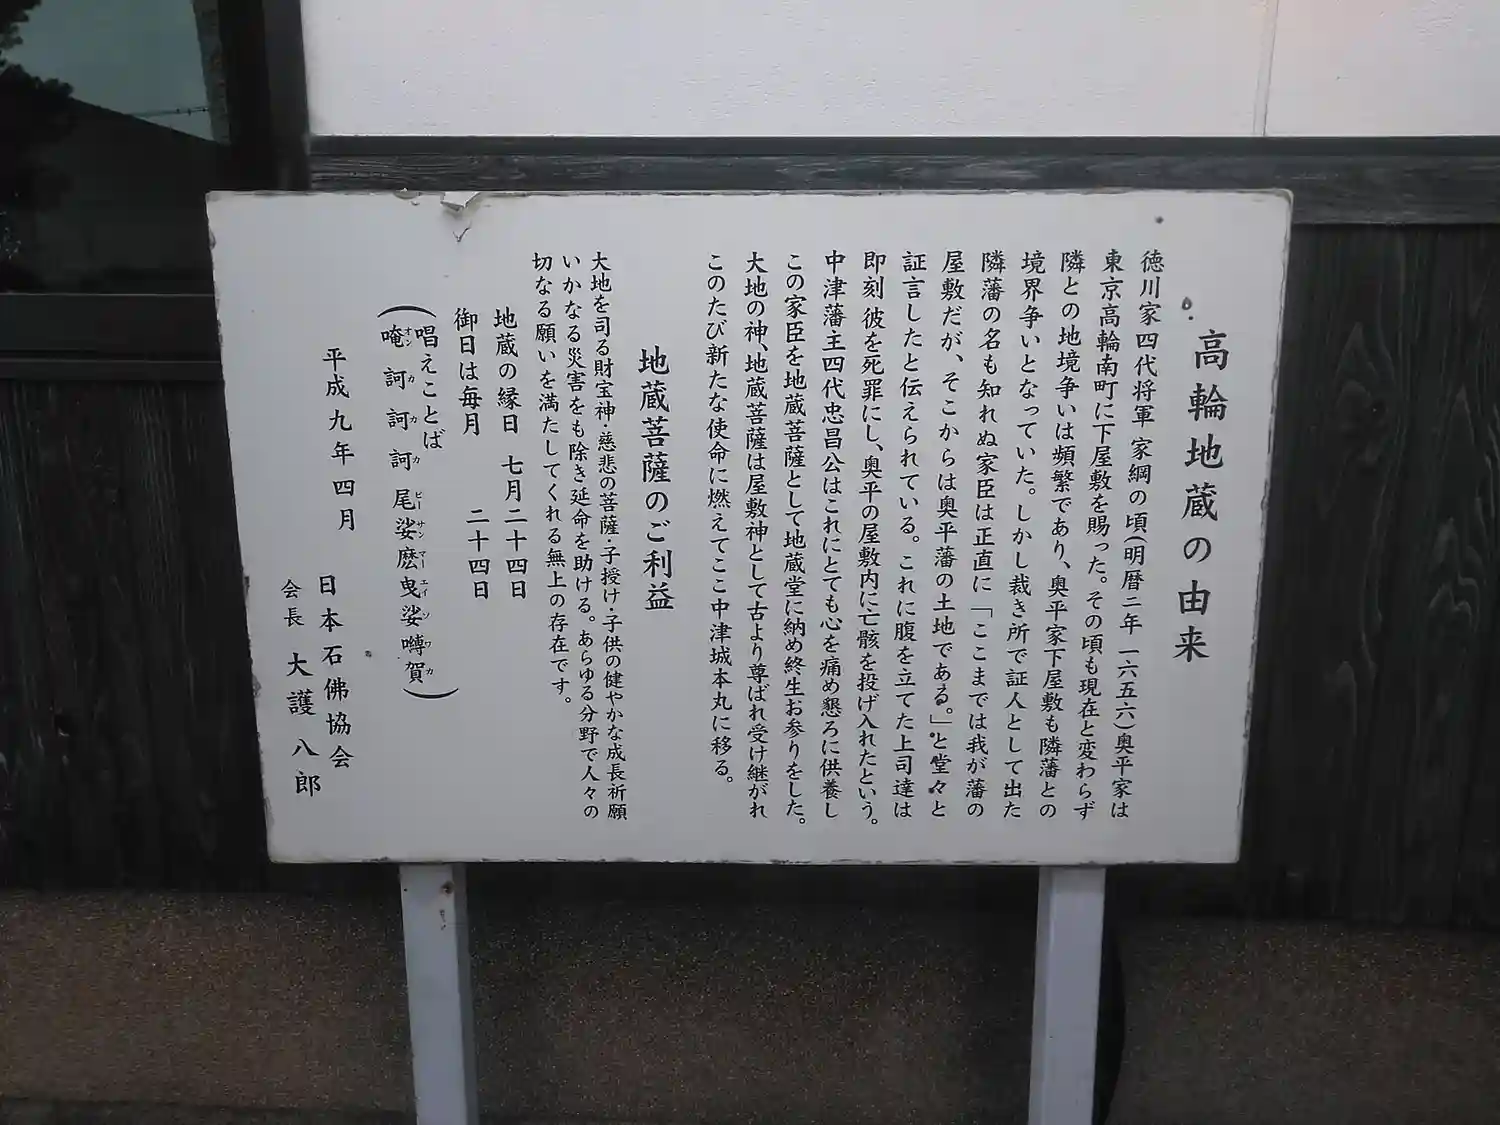 高輪地蔵の由来
徳川家四代将軍 家綱の頃(明暦二年 一六五六)奥平家は
東京高輪南町に下屋敷を賜った。その頃も現在と変わらず
隣との地境争いは頻繁であり、奥平家下屋敷も隣藩との
境界争いとなっていた。しかし裁き所で証人として出た
隣藩の名も知れぬ家臣は正直に「ここまでは我が藩の
屋敷だが、そこからは奥平藩の土地である。」と堂々と
証言したと伝えられている。これに腹を立てた上司達は
即刻 彼を死罪にし、奥平の屋敷内に亡骸を投げ入れたという。
中津藩主四代忠昌公はこれにとても心を痛め懇ろに供養し
この家臣を地蔵菩薩として地蔵堂に納め終生お参りをした。
大地の神、地蔵菩薩は屋敷神として古より尊ばれ受け継がれ
このたび新たな使命に燃えてここ中津城本丸に移る。
地蔵菩薩のご利益
大地を司る財宝神・慈悲の菩薩・子授け・子供の健やかな成長祈願
いかなる災害をも除き延命を助ける。あらゆる分野で人々の
切なる願いを満たしてくれる無上の存在です。
地蔵の縁日 七月二十四日
御日は毎月 二十四日
(唱えことば
唵 訶 訶 訶 尾娑麼曳娑囀賀)
オン カ カ カ ビーサンマーエイソワカ
平成九年四月
日本石佛協会
会長 大護八郎